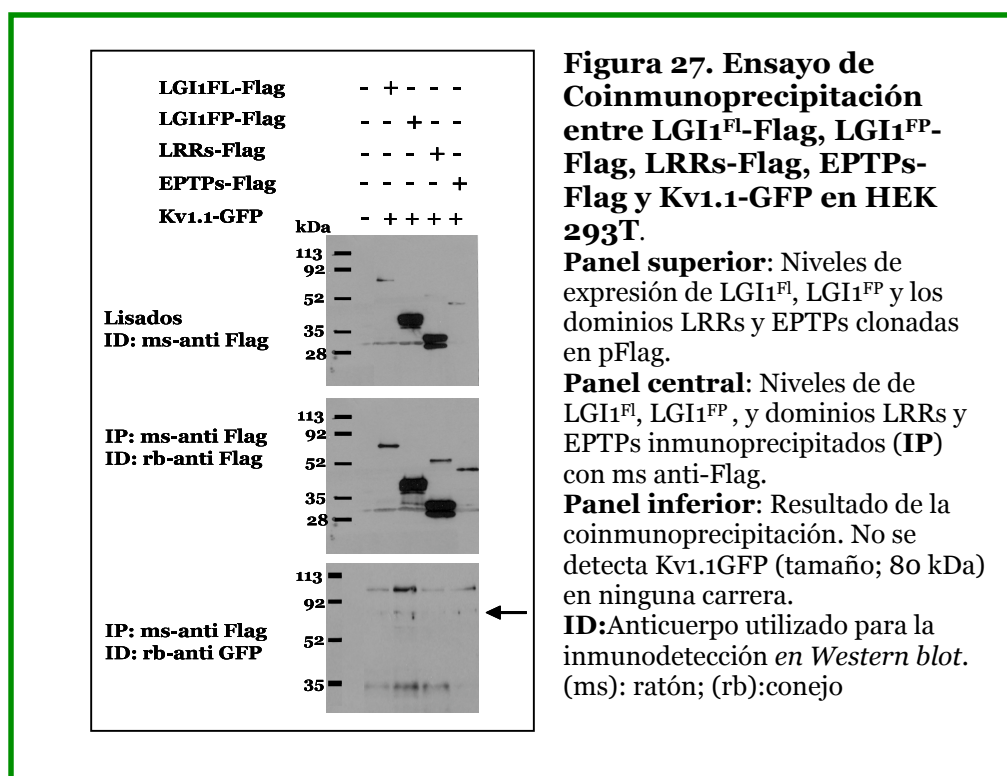 LGI1FL-Flag - + - - -
LGI1FP-Flag - - + - -
LRRs-Flag - - - + -
EPTPs-Flag - - - - +
Kv1.1-GFP - + + + +
kDa
113
92
52
35
28
Lisados
ID: ms-anti Flag
113
92
52
35
28
IP: ms-anti Flag
ID: rb-anti Flag
113
92
52
35
IP: ms-anti Flag
ID: rb-anti GFP
Figura 27. Ensayo de
Coinmunoprecipitación
entre LGI1ᶠˡ-Flag, LGI1ᶠᴾ-
Flag, LRRs-Flag, EPTPs-
Flag y Kv1.1-GFP en HEK
293T.
Panel superior: Niveles de
expresión de LGI1ᶠˡ, LGI1ᶠᴾ y los
dominios LRRs y EPTPs clonadas
en pFlag.
Panel central: Niveles de de
LGI1ᶠˡ, LGI1ᶠᴾ , y dominios LRRs y
EPTPs inmunoprecipitados (IP)
con ms anti-Flag.
Panel inferior: Resultado de la
coinmunoprecipitación. No se
detecta Kv1.1GFP (tamaño; 80 kDa)
en ninguna carrera.
ID:Anticuerpo utilizado para la
inmunodetección en Western blot.
(ms): ratón; (rb):conejo